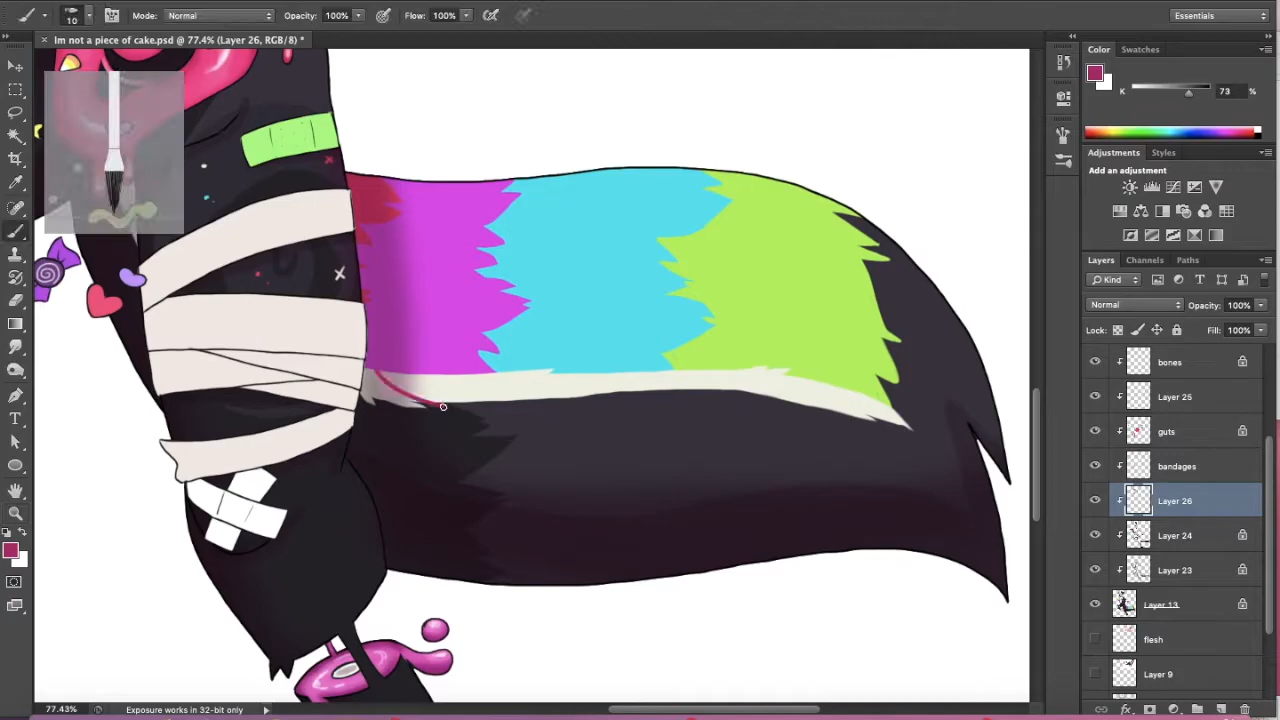 10 Mode: Normal Opacity: 100% Flow: 100% Essentials
Im not a piece of cake.psd @ 77.4% (Layer 26, RGB/8) *
Color Swatches
K 73 %
Adjustments Styles
Add an adjustment
Layers Channels Paths
Kind
Normal Opacity: 100%
Lock: Fill: 100%
bones
Layer 25
guts
bandages
Layer 26
Layer 24
Layer 23
Layer 13
flesh
Layer 9
77.43% Exposure works in 32-bit only